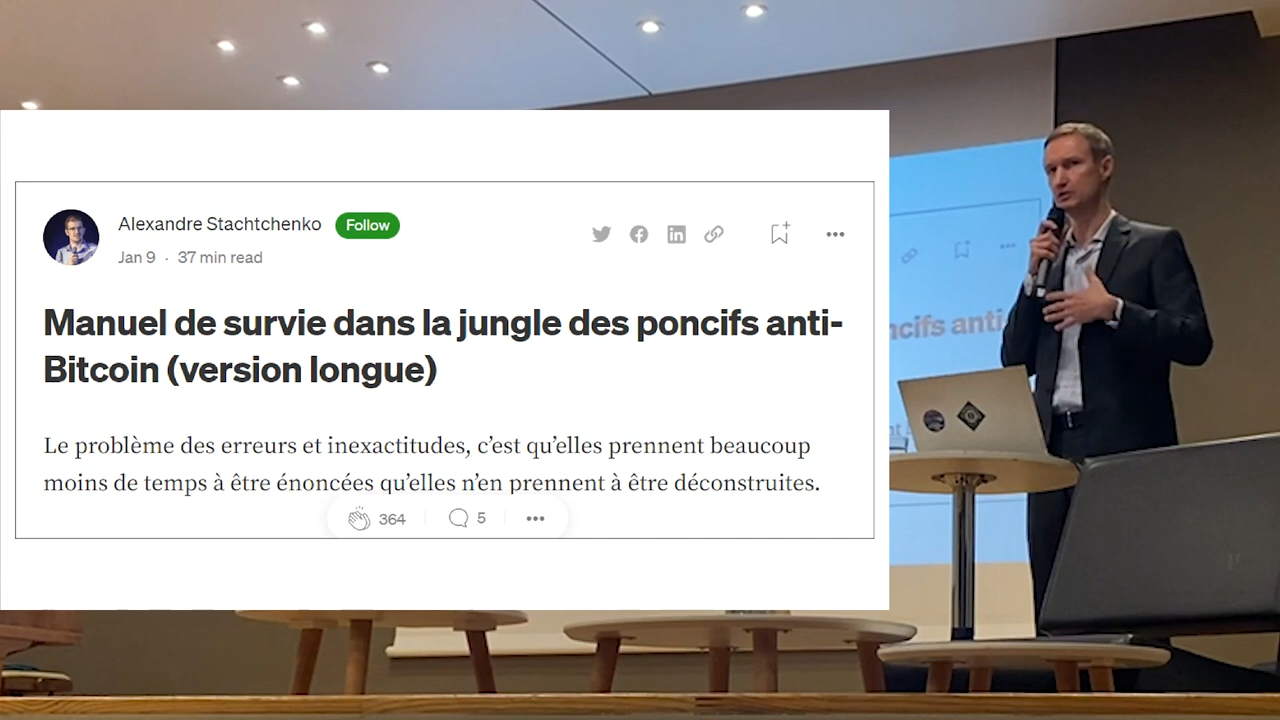 Alexandre Stachtchenko Follow
Jan 9 · 37 min read
Manuel de survie dans la jungle des poncifs anti-
Bitcoin (version longue)
Le problème des erreurs et inexactitudes, c’est qu’elles prennent beaucoup
moins de temps à être énoncées qu’elles n’en prennent à être déconstruites.
364 5
ncifs anti-